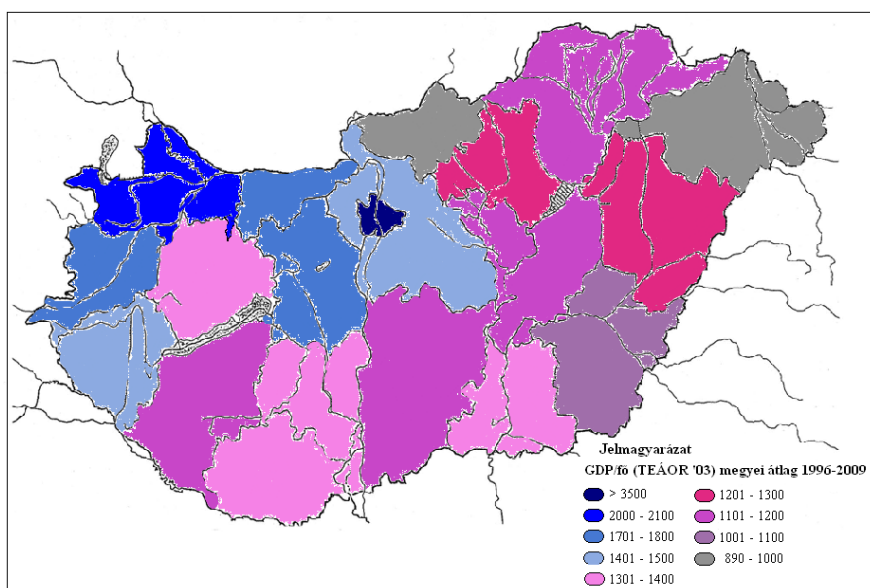 Jelmagyarázat
GDP/fő (TEÁOR '03) megyei átlag 1996-2009
> 3500
2000 - 2100
1701 - 1800
1401 - 1500
1301 - 1400
1201 - 1300
1101 - 1200
1001 - 1100
890 - 1000